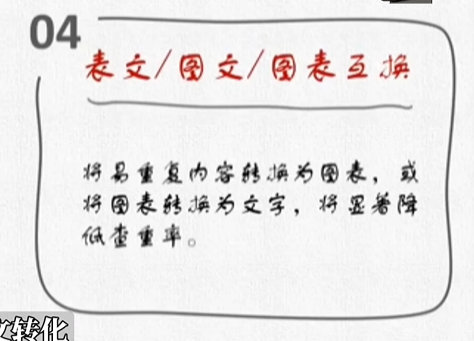 04
表文/图文/图表互换
将易重复内容转换为图表，或
将图表转换为文字，将显著降
低查重率。
转化